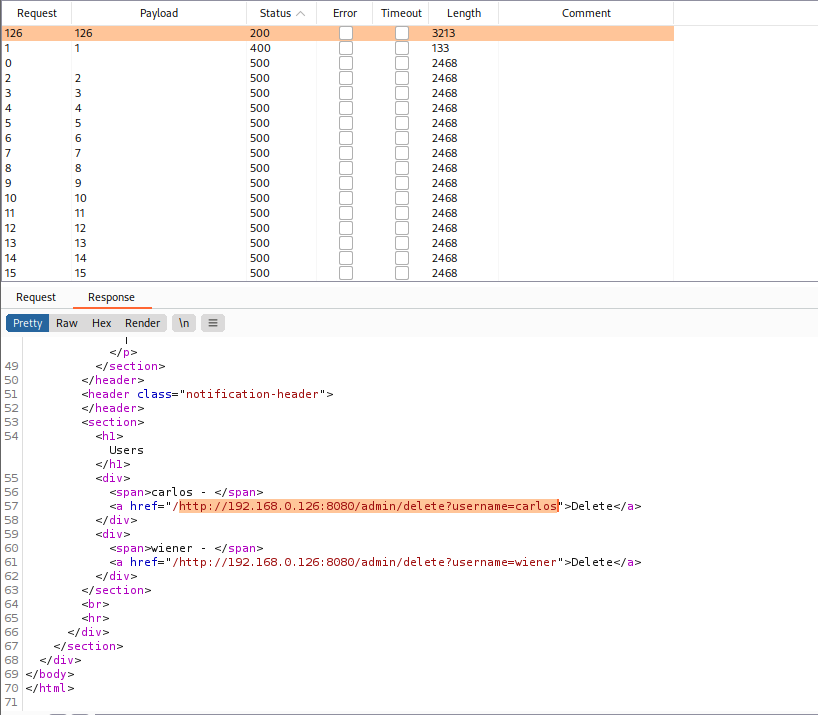 Request Payload Status Error Timeout Length Comment
126 126 200 3213
1 1 400 133
0 500 2468
2 2 500 2468
3 3 500 2468
4 4 500 2468
5 5 500 2468
6 6 500 2468
7 7 500 2468
8 8 500 2468
9 9 500 2468
10 10 500 2468
11 11 500 2468
12 12 500 2468
13 13 500 2468
14 14 500 2468
15 15 500 2468
Request Response
Pretty Raw Hex Render \n
</p>
49 </section>
50 </header>
51 <header class="notification-header">
52 </header>
53 <section>
54 <h1>
Users
</h1>
55 <div>
56 <span>carlos - </span>
57 <a href="/http://192.168.0.126:8080/admin/delete?username=carlos">Delete</a>
58 </div>
59 <div>
60 <span>wiener - </span>
61 <a href="/http://192.168.0.126:8080/admin/delete?username=wiener">Delete</a>
62 </div>
63 </section>
64 <br>
65 <hr>
66 </div>
67 </section>
68 </div>
69 </body>
70 </html>
71